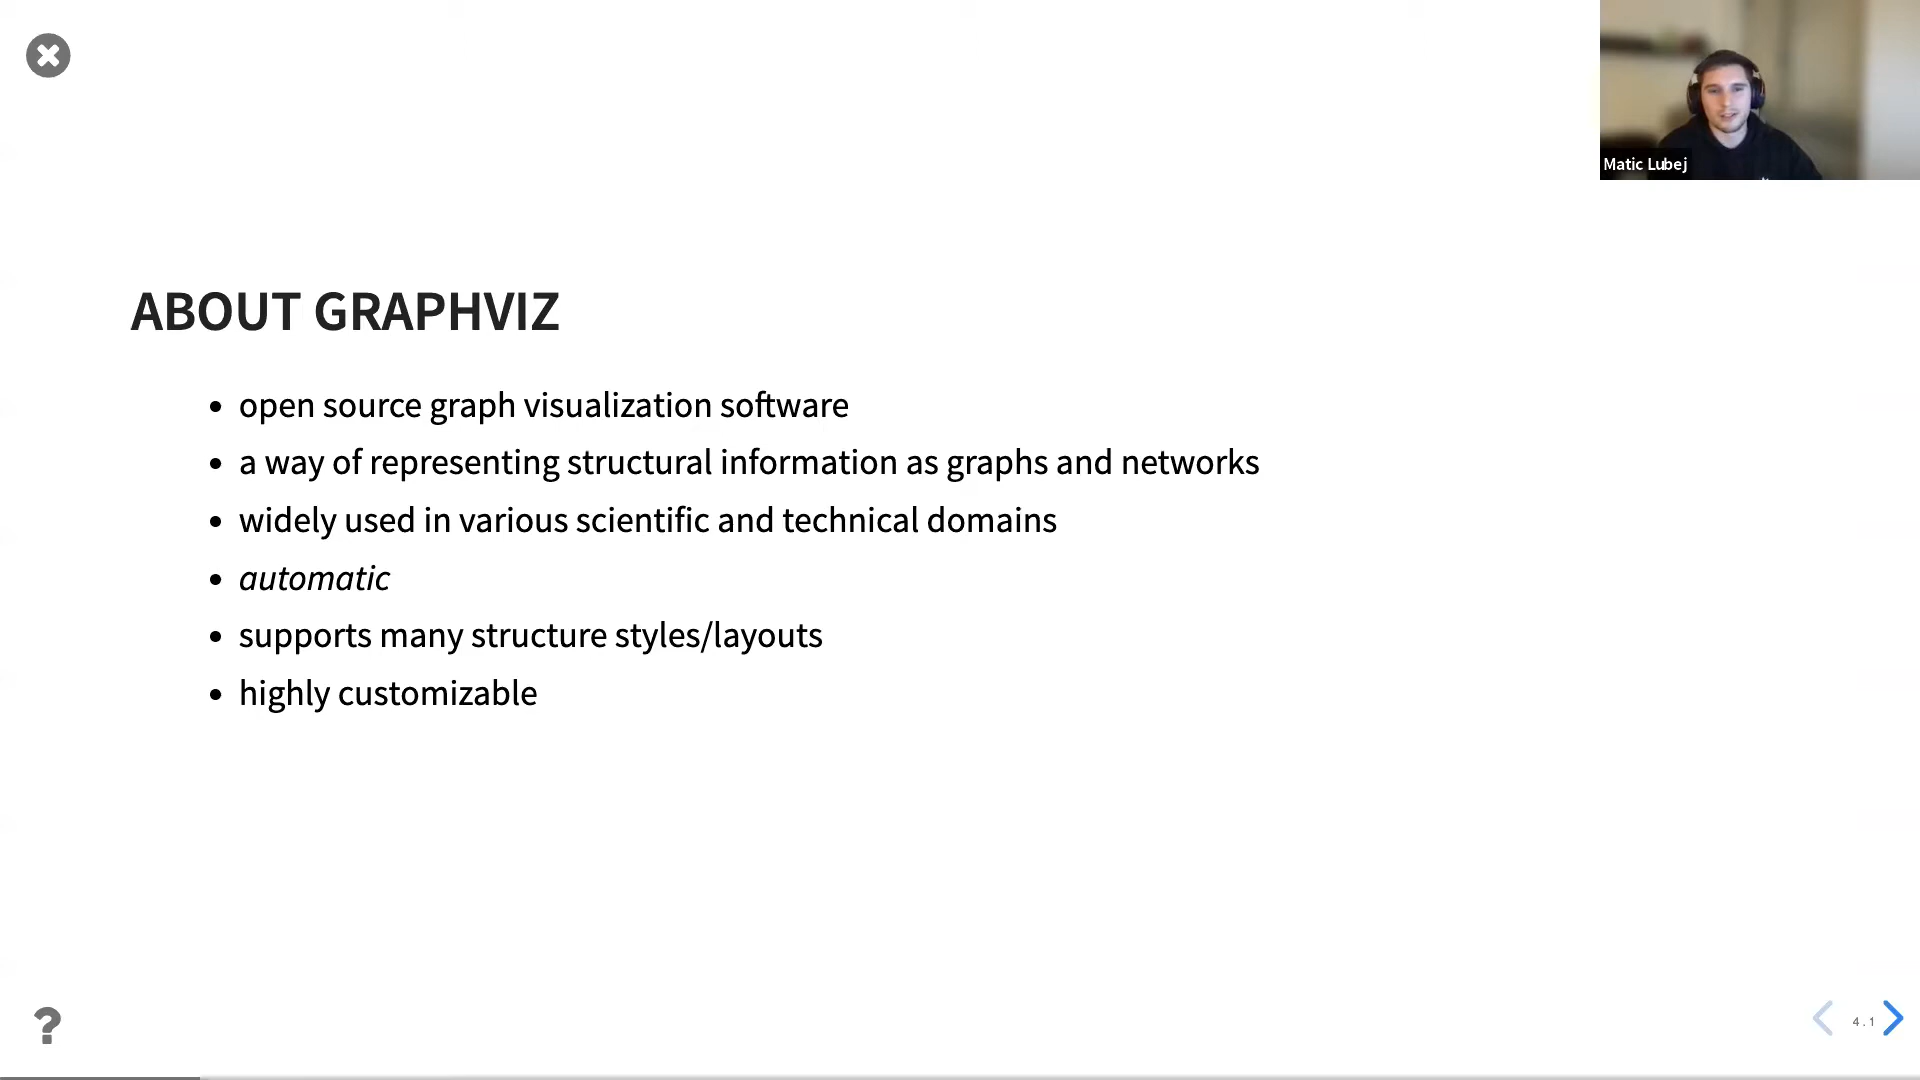 Matic Lubej
ABOUT GRAPHVIZ
open source graph visualization software
a way of representing structural information as graphs and networks
widely used in various scientific and technical domains
automatic
supports many structure styles/layouts
highly customizable
?
4.1